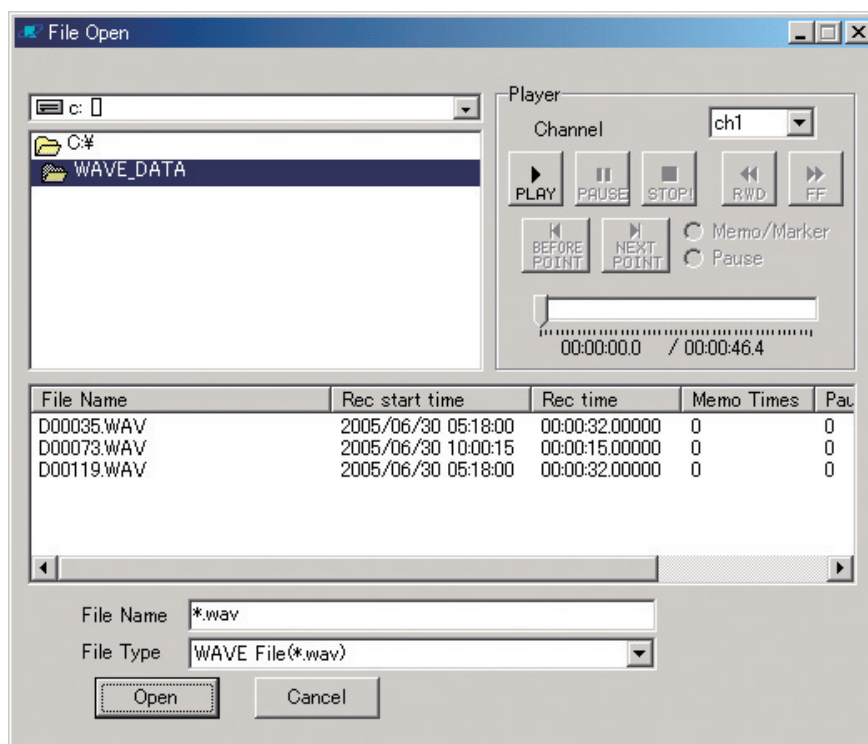 File Open
c: []
C:¥
WAVE_DATA
Player
Channel
ch1
PLAY
PAUSE
STOP!
RWD
FF
BEFORE
POINT
NEXT
POINT
Memo/Marker
Pause
00:00:00.0 / 00:00:46.4
File Name Rec start time Rec time Memo Times Pau
D00035.WAV 2005/06/30 05:18:00 00:00:32.00000 0 0
D00073.WAV 2005/06/30 10:00:15 00:00:15.00000 0 0
D00119.WAV 2005/06/30 05:18:00 00:00:32.00000 0 0
File Name *.wav
File Type WAVE File(*.wav)
Open
Cancel